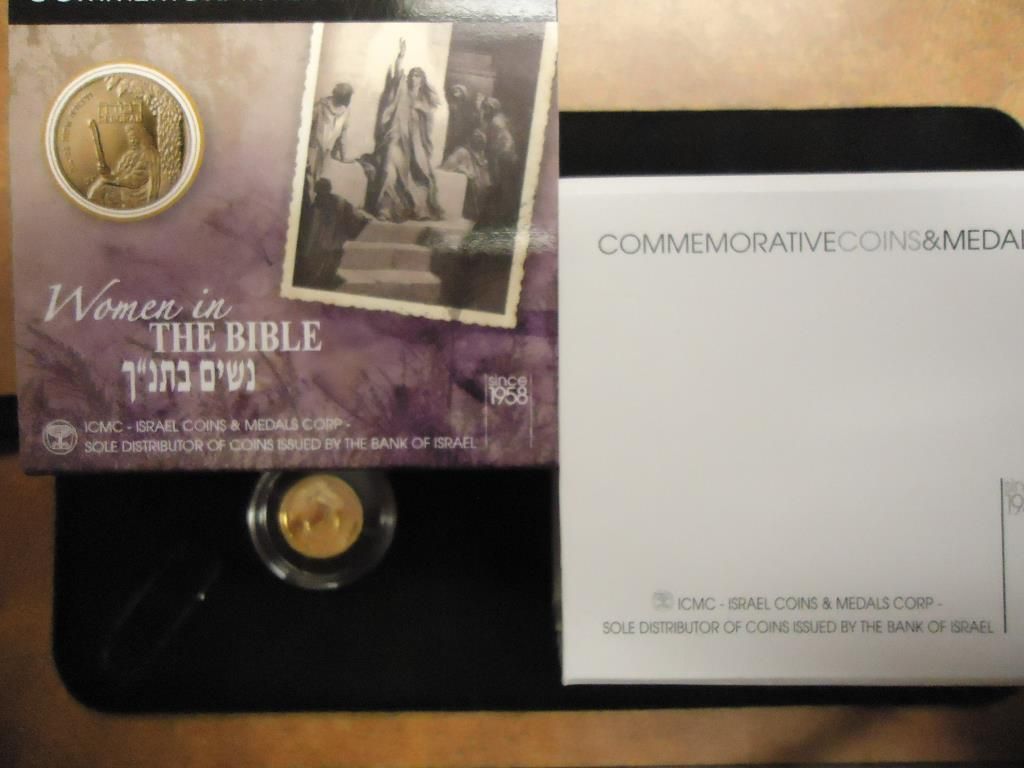 Women in
THE BIBLE
נשים בתנ"ך
since
1958
ICMC - ISRAEL COINS & MEDALS CORP -
SOLE DISTRIBUTOR OF COINS ISSUED BY THE BANK OF ISRAEL
COMMEMORATIVECOINS&MEDAL
ICMC - ISRAEL COINS & MEDALS CORP -
SOLE DISTRIBUTOR OF COINS ISSUED BY THE BANK OF ISRAEL